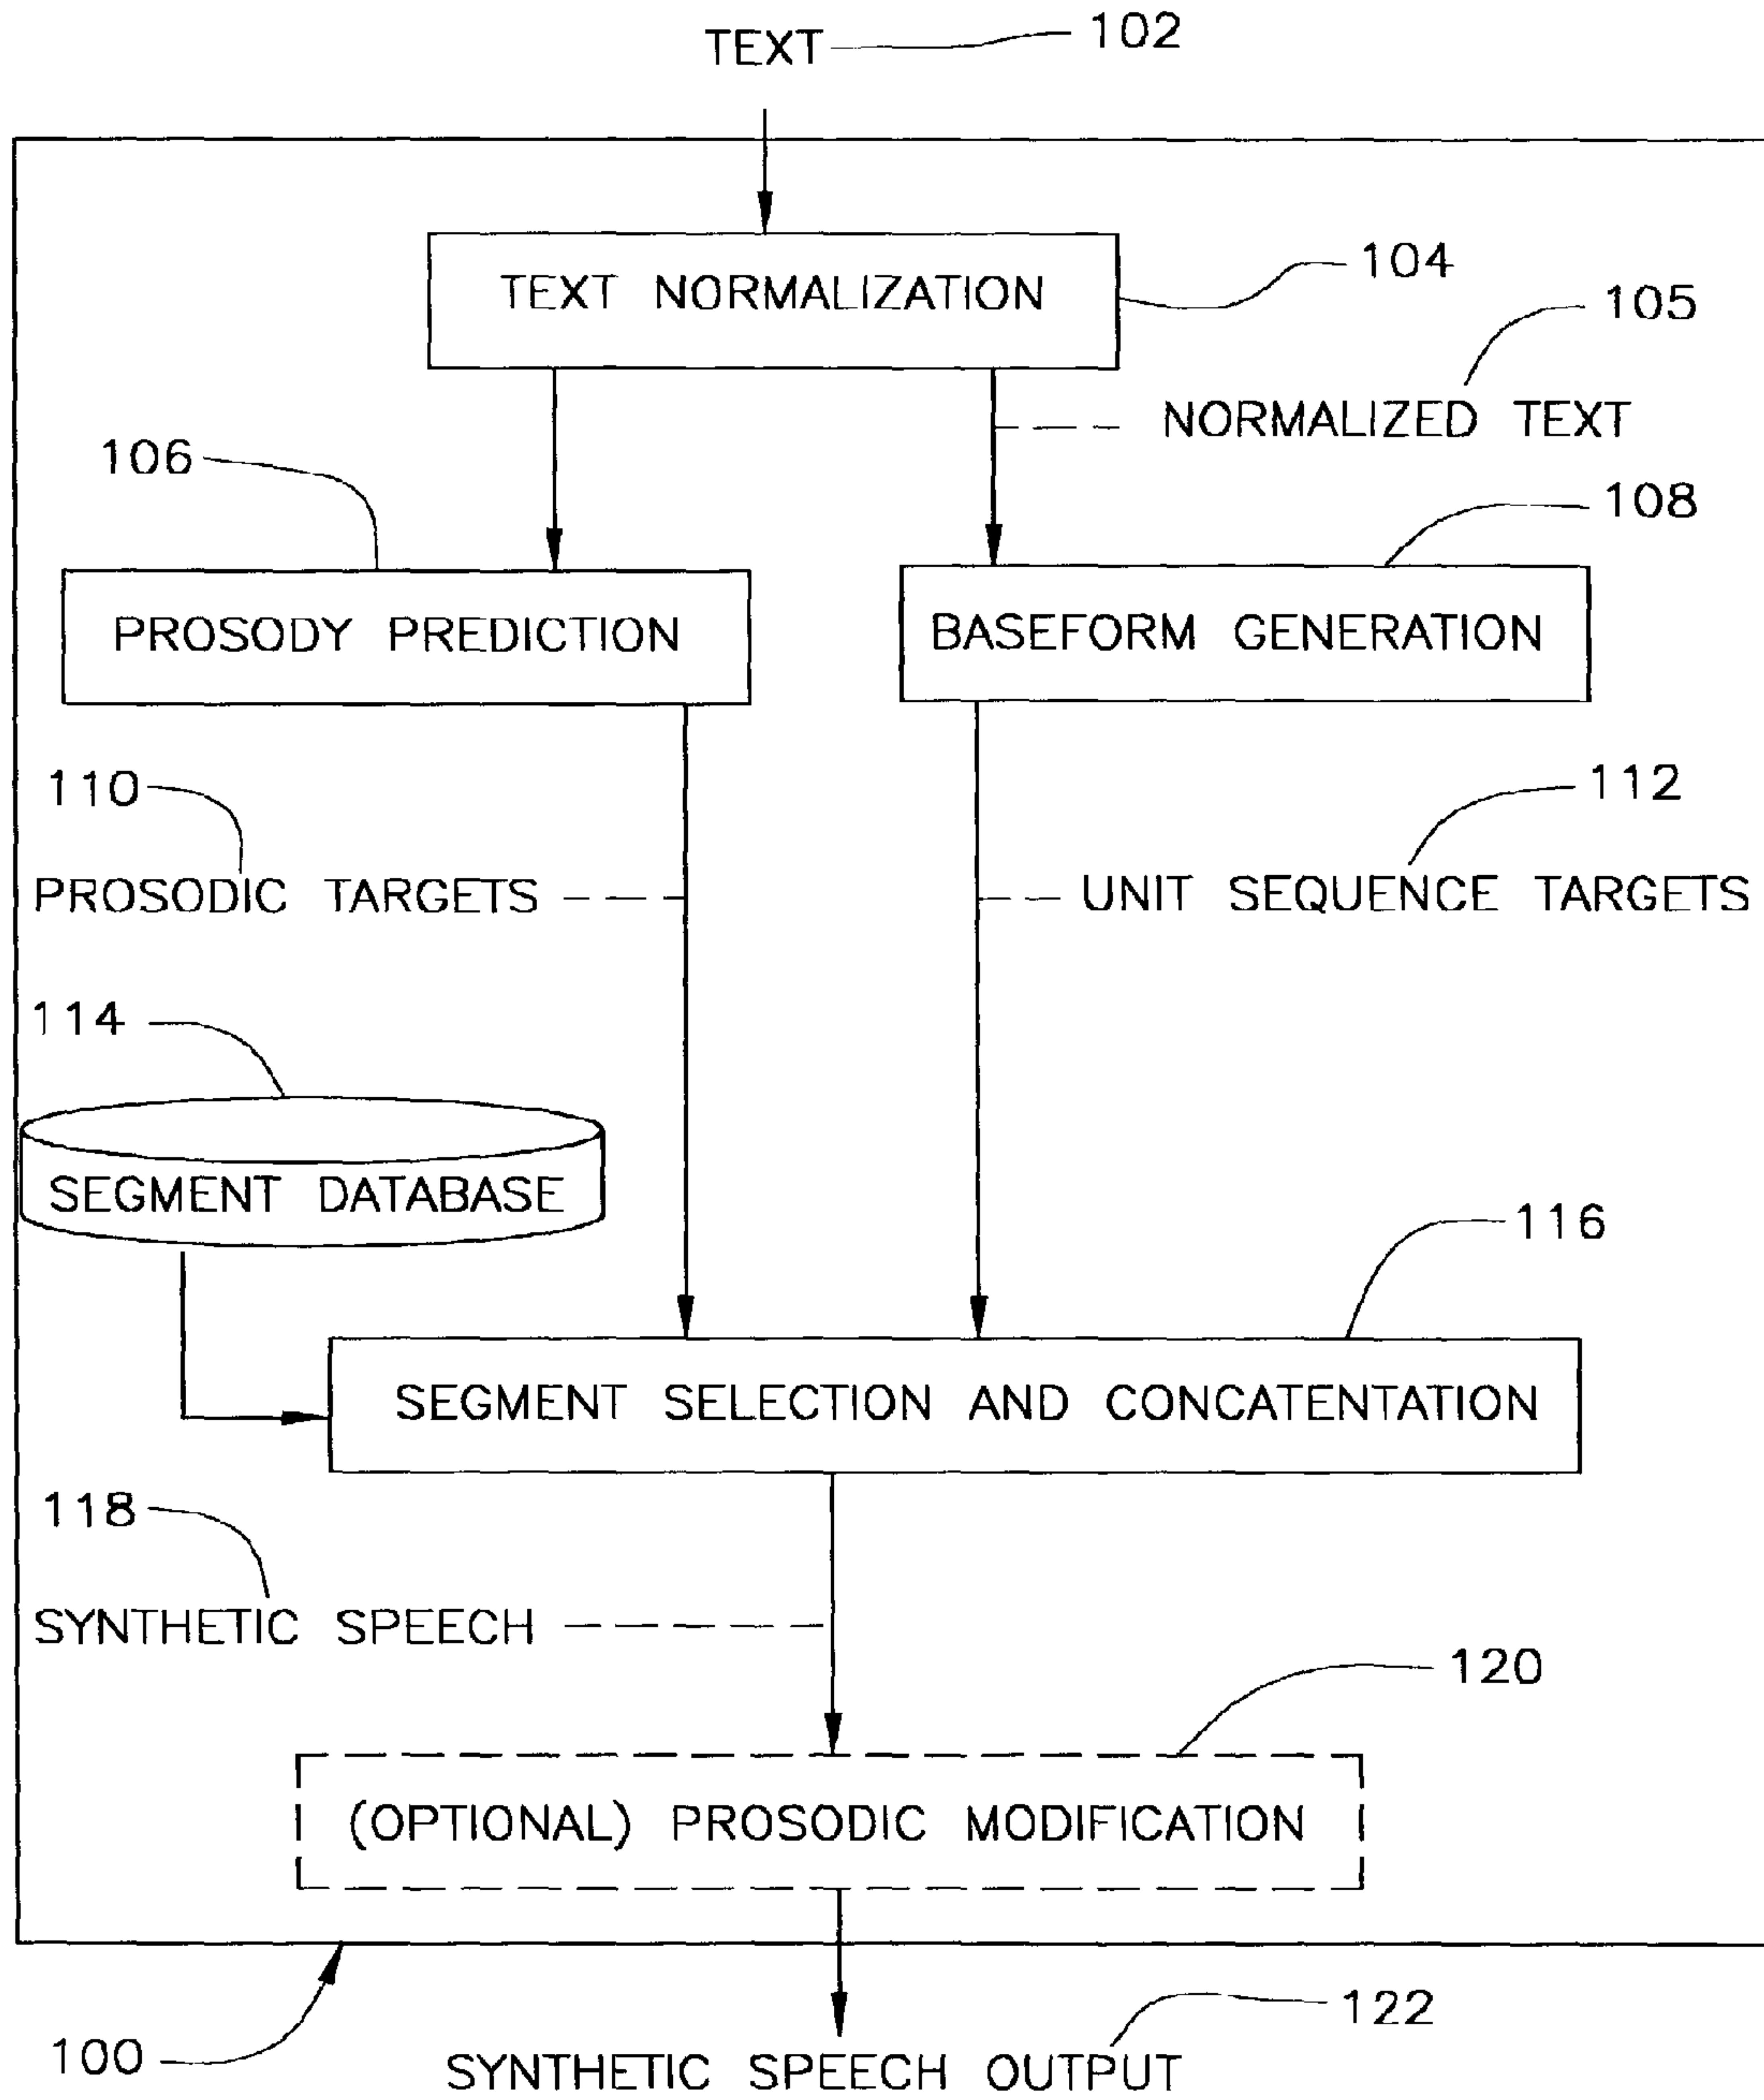 TEXT 102
TEXT NORMALIZATION
104
105
NORMALIZED TEXT
106
108
PROSODY PREDICTION
BASEFORM GENERATION
110
112
PROSODIC TARGETS
UNIT SEQUENCE TARGETS
114
SEGMENT DATABASE
116
SEGMENT SELECTION AND CONCATENTATION
118
SYNTHETIC SPEECH
120
(OPTIONAL) PROSODIC MODIFICATION
100
122
SYNTHETIC SPEECH OUTPUT